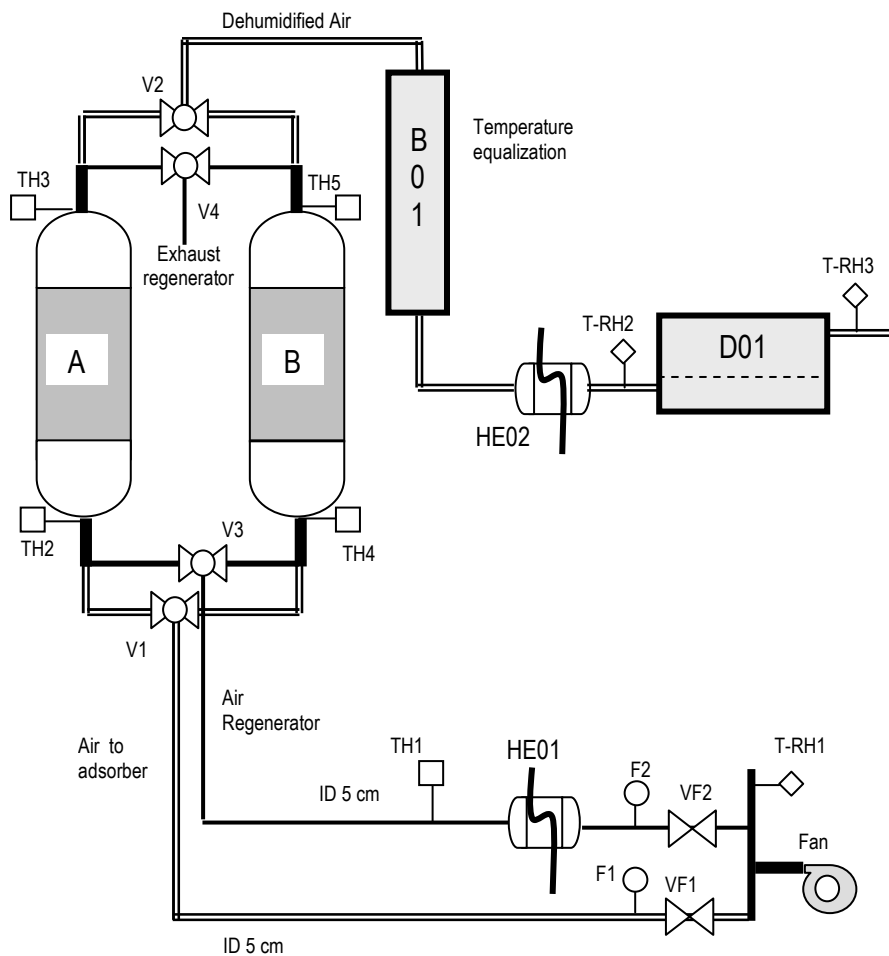 Dehumidified Air
V2
B
0
1
Temperature
equalization
TH3
TH5
V4
Exhaust
regenerator
T-RH3
T-RH2
A
B
D01
HE02
TH2
V3
TH4
V1
Air
Regenerator
Air to
adsorber
TH1
HE01
T-RH1
F2
VF2
ID 5 cm
Fan
F1
VF1
ID 5 cm